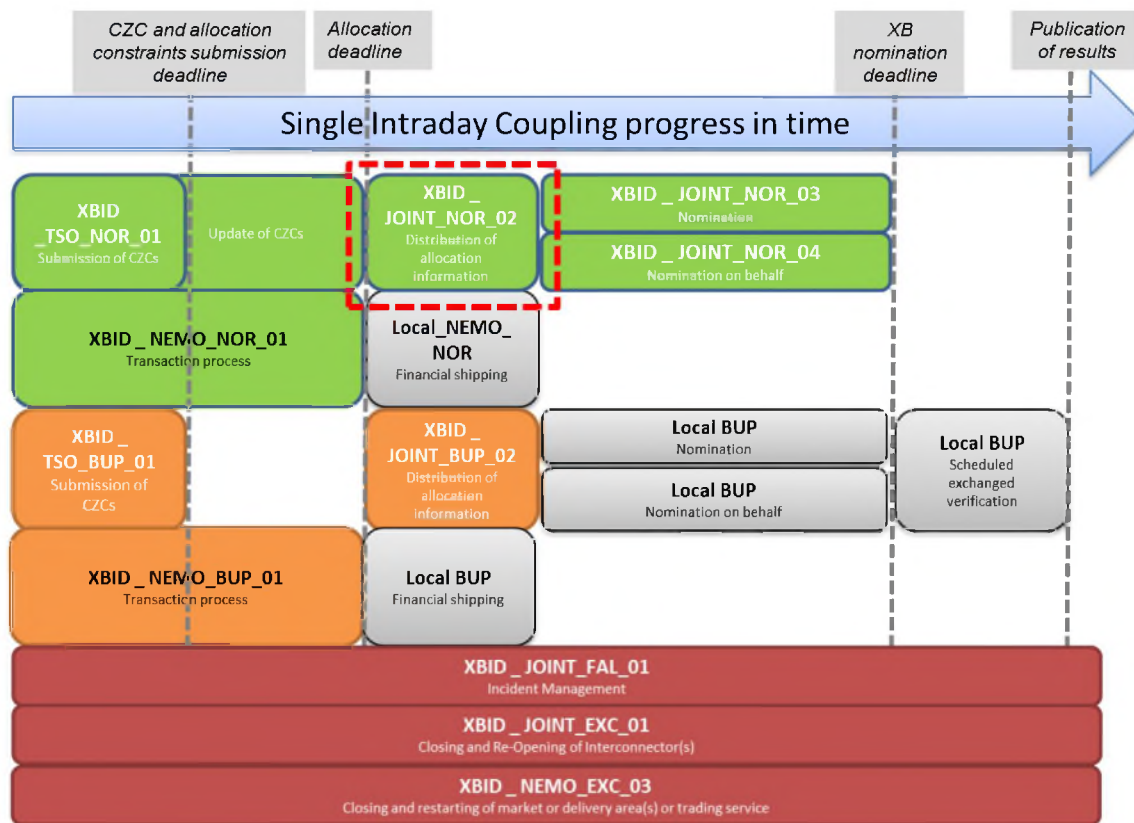 CZC and allocation
constraints submission
deadline
Allocation
deadline
XB
nomination
deadline
Publication
of results
Single Intraday Coupling progress in time
XBID
_TSO_NOR_01
Submission of CZCs
Update of CZCs
XBID _
JOINT_NOR_02
Distribution of
allocation
information
XBID _ JOINT_NOR_03
Nomination
XBID _ JOINT_NOR_04
Nomination on behalf
XBID _ NEMO_NOR_01
Transaction process
Local_NEMO_
NOR
Financial shipping
XBID _
TSO_BUP_01
Submission of
CZCs
XBID _
JOINT_BUP_02
Distribution of
allocation
information
Local BUP
Nomination
Local BUP
Nomination on behalf
Local BUP
Scheduled
exchanged
verification
XBID _ NEMO_BUP_01
Transaction process
Local BUP
Financial shipping
XBID _ JOINT_FAL_01
Incident Management
XBID _ JOINT_EXC_01
Closing and Re-Opening of Interconnector(s)
XBID _ NEMO_EXC_03
Closing and restarting of market or delivery area(s) or trading service